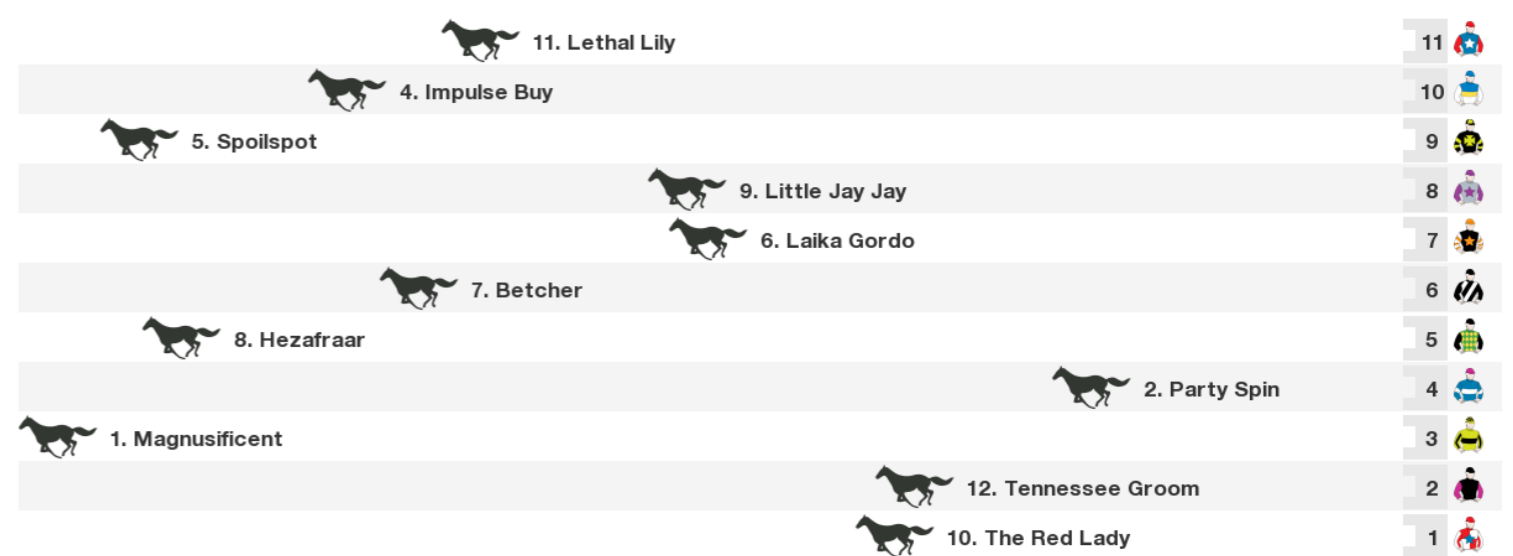 11. Lethal Lily 11
4. Impulse Buy 10
5. Spoilspot 9
9. Little Jay Jay 8
6. Laika Gordo 7
7. Betcher 6
8. Hezafraar 5
2. Party Spin 4
1. Magnusificent 3
12. Tennessee Groom 2
10. The Red Lady 1